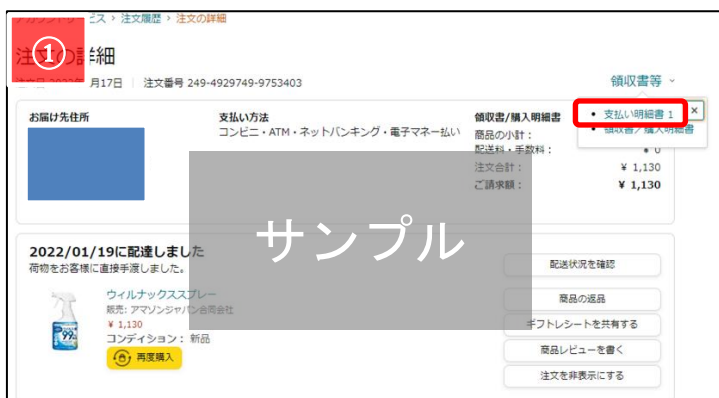 アカウントサービス › 注文履歴 › 注文の詳細
①
注文の詳細
月17日 注文番号 249-4929749-9753403
領収書等
お届け先住所
支払い方法
コンビニ・ATM・ネットバンキング・電子マネー払い
領収書/購入明細書
商品の小計：
配送料・手数料： ¥ 0
注文合計： ¥ 1,130
ご請求額： ¥ 1,130
• 支払い明細書 1
• 領収書／購入明細書
×
サンプル
2022/01/19に配達しました
荷物をお客様に直接手渡しました。
ウィルナックススプレー
販売: アマゾンジャパン合同会社
¥ 1,130
コンディション： 新品
再度購入
配送状況を確認
商品の返品
ギフトレシートを共有する
商品レビューを書く
注文を非表示にする